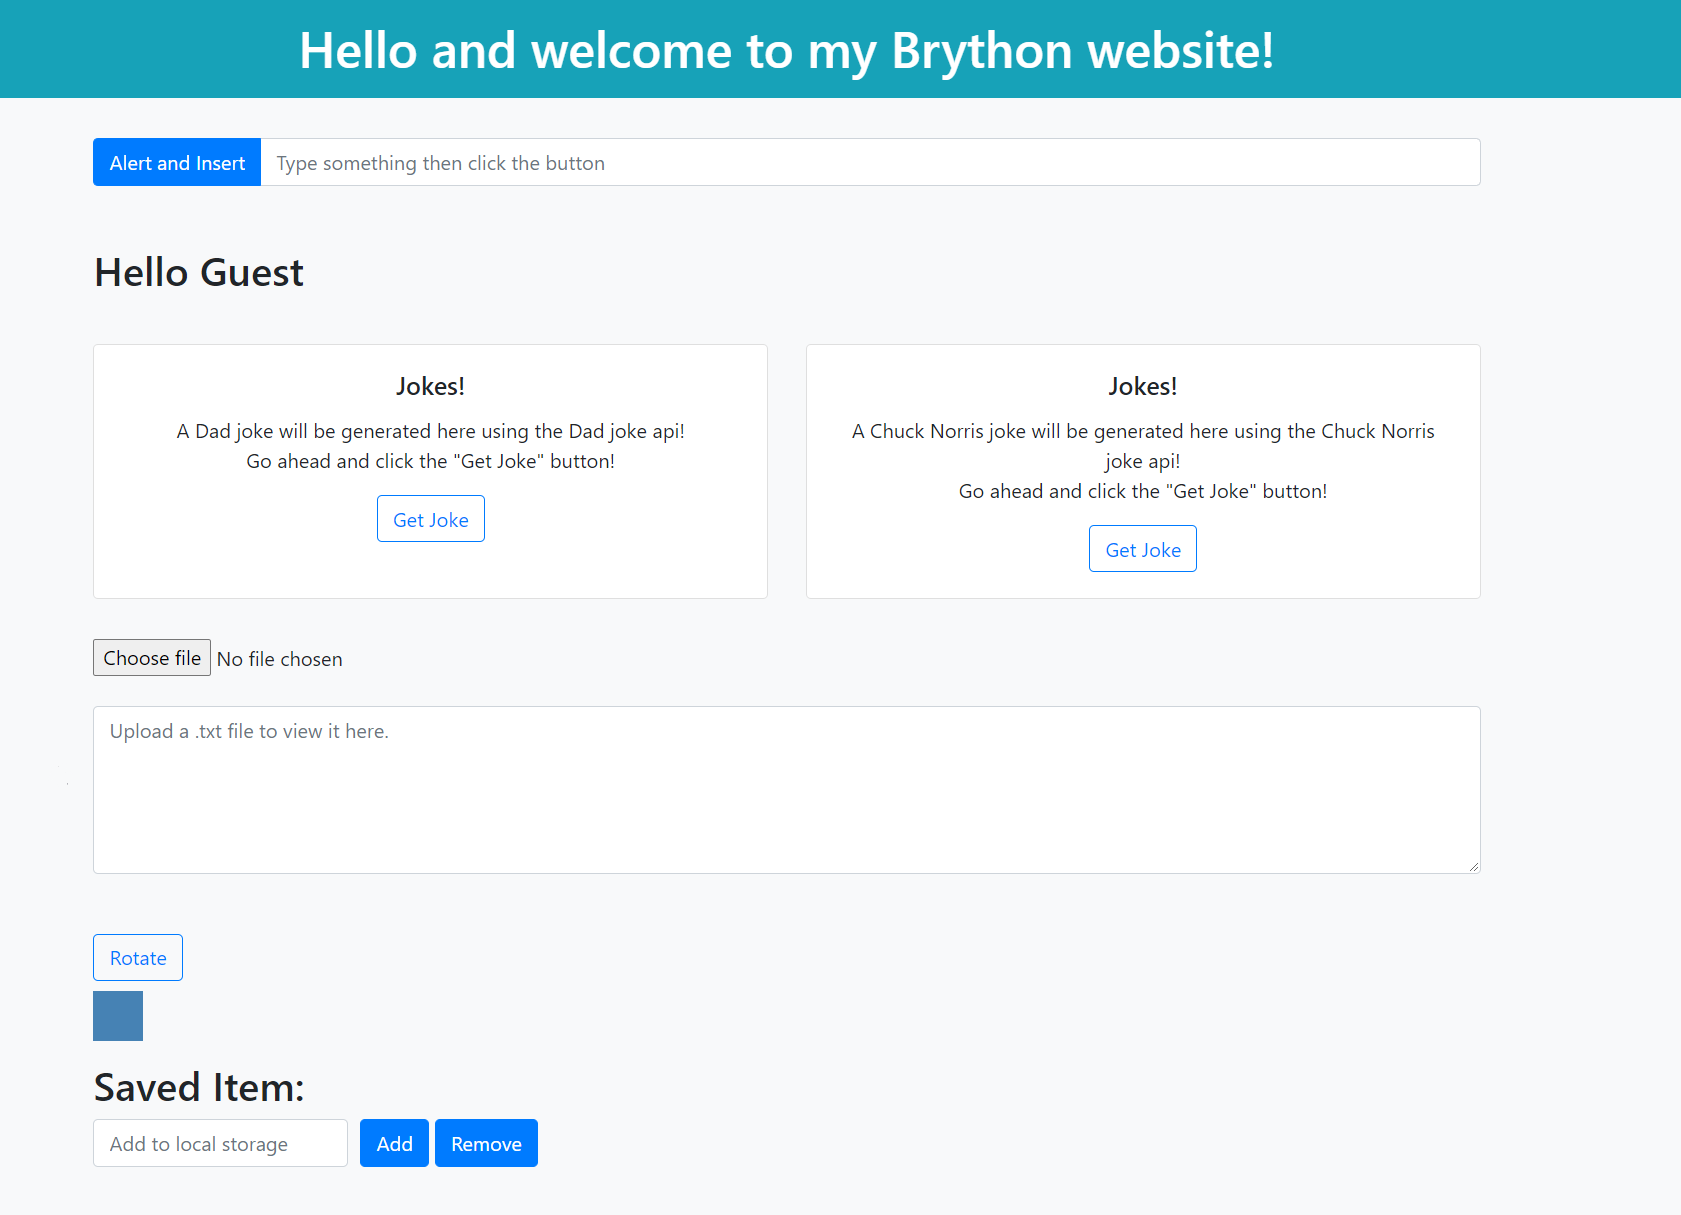 Hello and welcome to my Brython website!
Alert and Insert
Type something then click the button
Hello Guest
Jokes!
A Dad joke will be generated here using the Dad joke api!
Go ahead and click the "Get Joke" button!
Get Joke
Jokes!
A Chuck Norris joke will be generated here using the Chuck Norris
joke api!
Go ahead and click the "Get Joke" button!
Get Joke
Choose file No file chosen
Upload a .txt file to view it here.
Rotate
Saved Item:
Add to local storage
Add
Remove